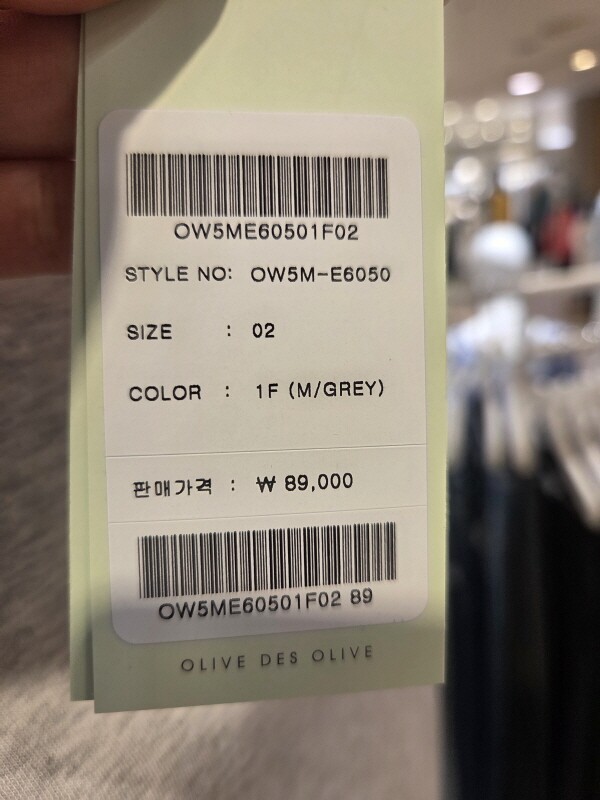 OW5ME60501F02
STYLE NO: OW5M-E6050
SIZE : 02
COLOR : 1F (M/GREY)
판매가격 : ₩ 89,000
OW5ME60501F02 89
OLIVE DES OLIVE